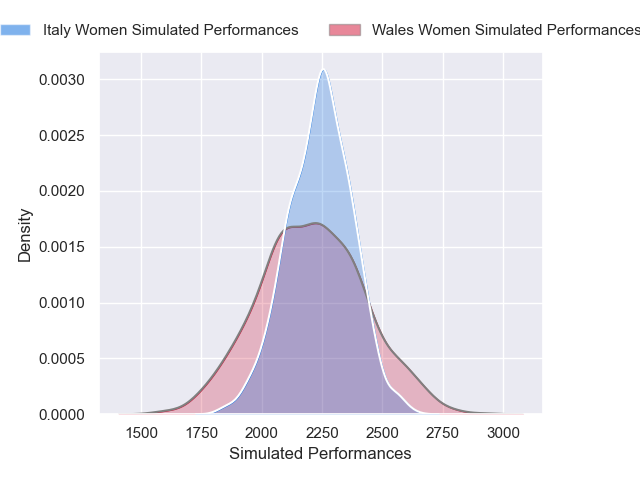 Italy Women Simulated Performances Wales Women Simulated Performances
0.0030
0.0025
0.0020
0.0015
0.0010
0.0005
0.0000
Density
1500 1750 2000 2250 2500 2750 3000
Simulated Performances